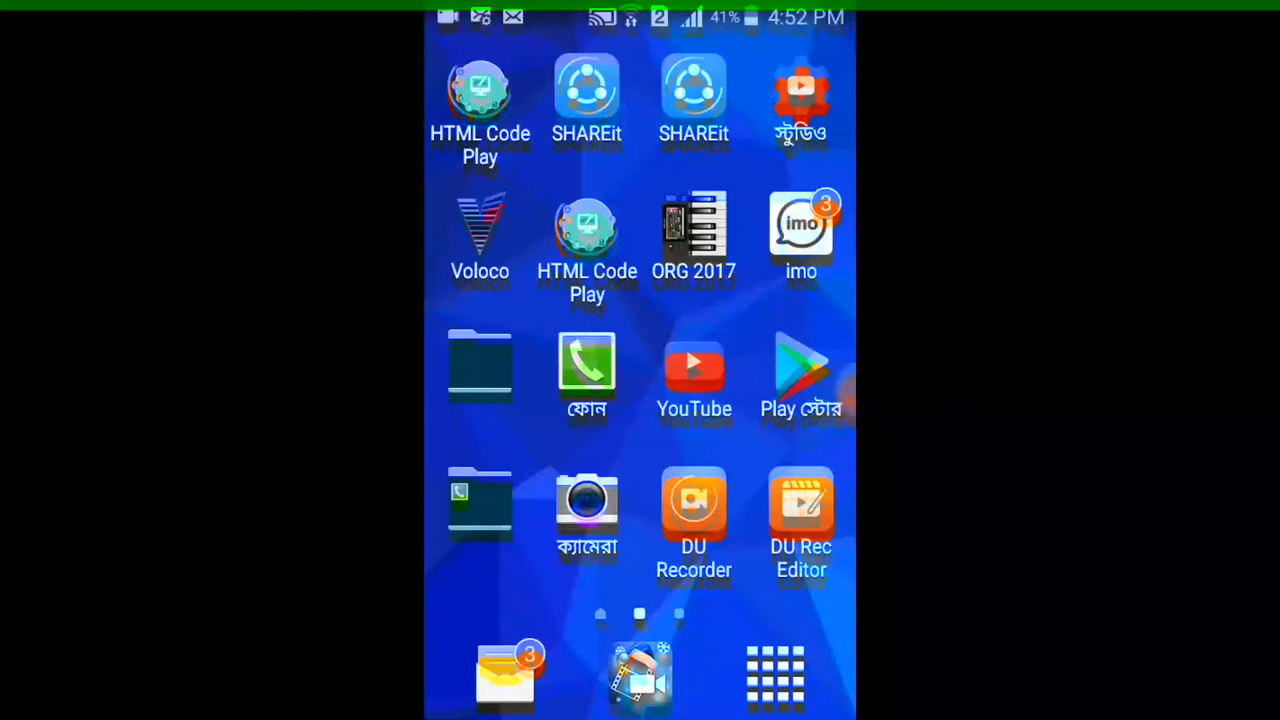 2 41% 4:52 PM
HTML Code Play
SHAREit
SHAREit
স্টুডিও
Voloco
HTML Code Play
ORG 2017
imo
3
imo
ফোন
YouTube
Play স্টোর
ক্যামেরা
DU Recorder
DU Rec Editor
3